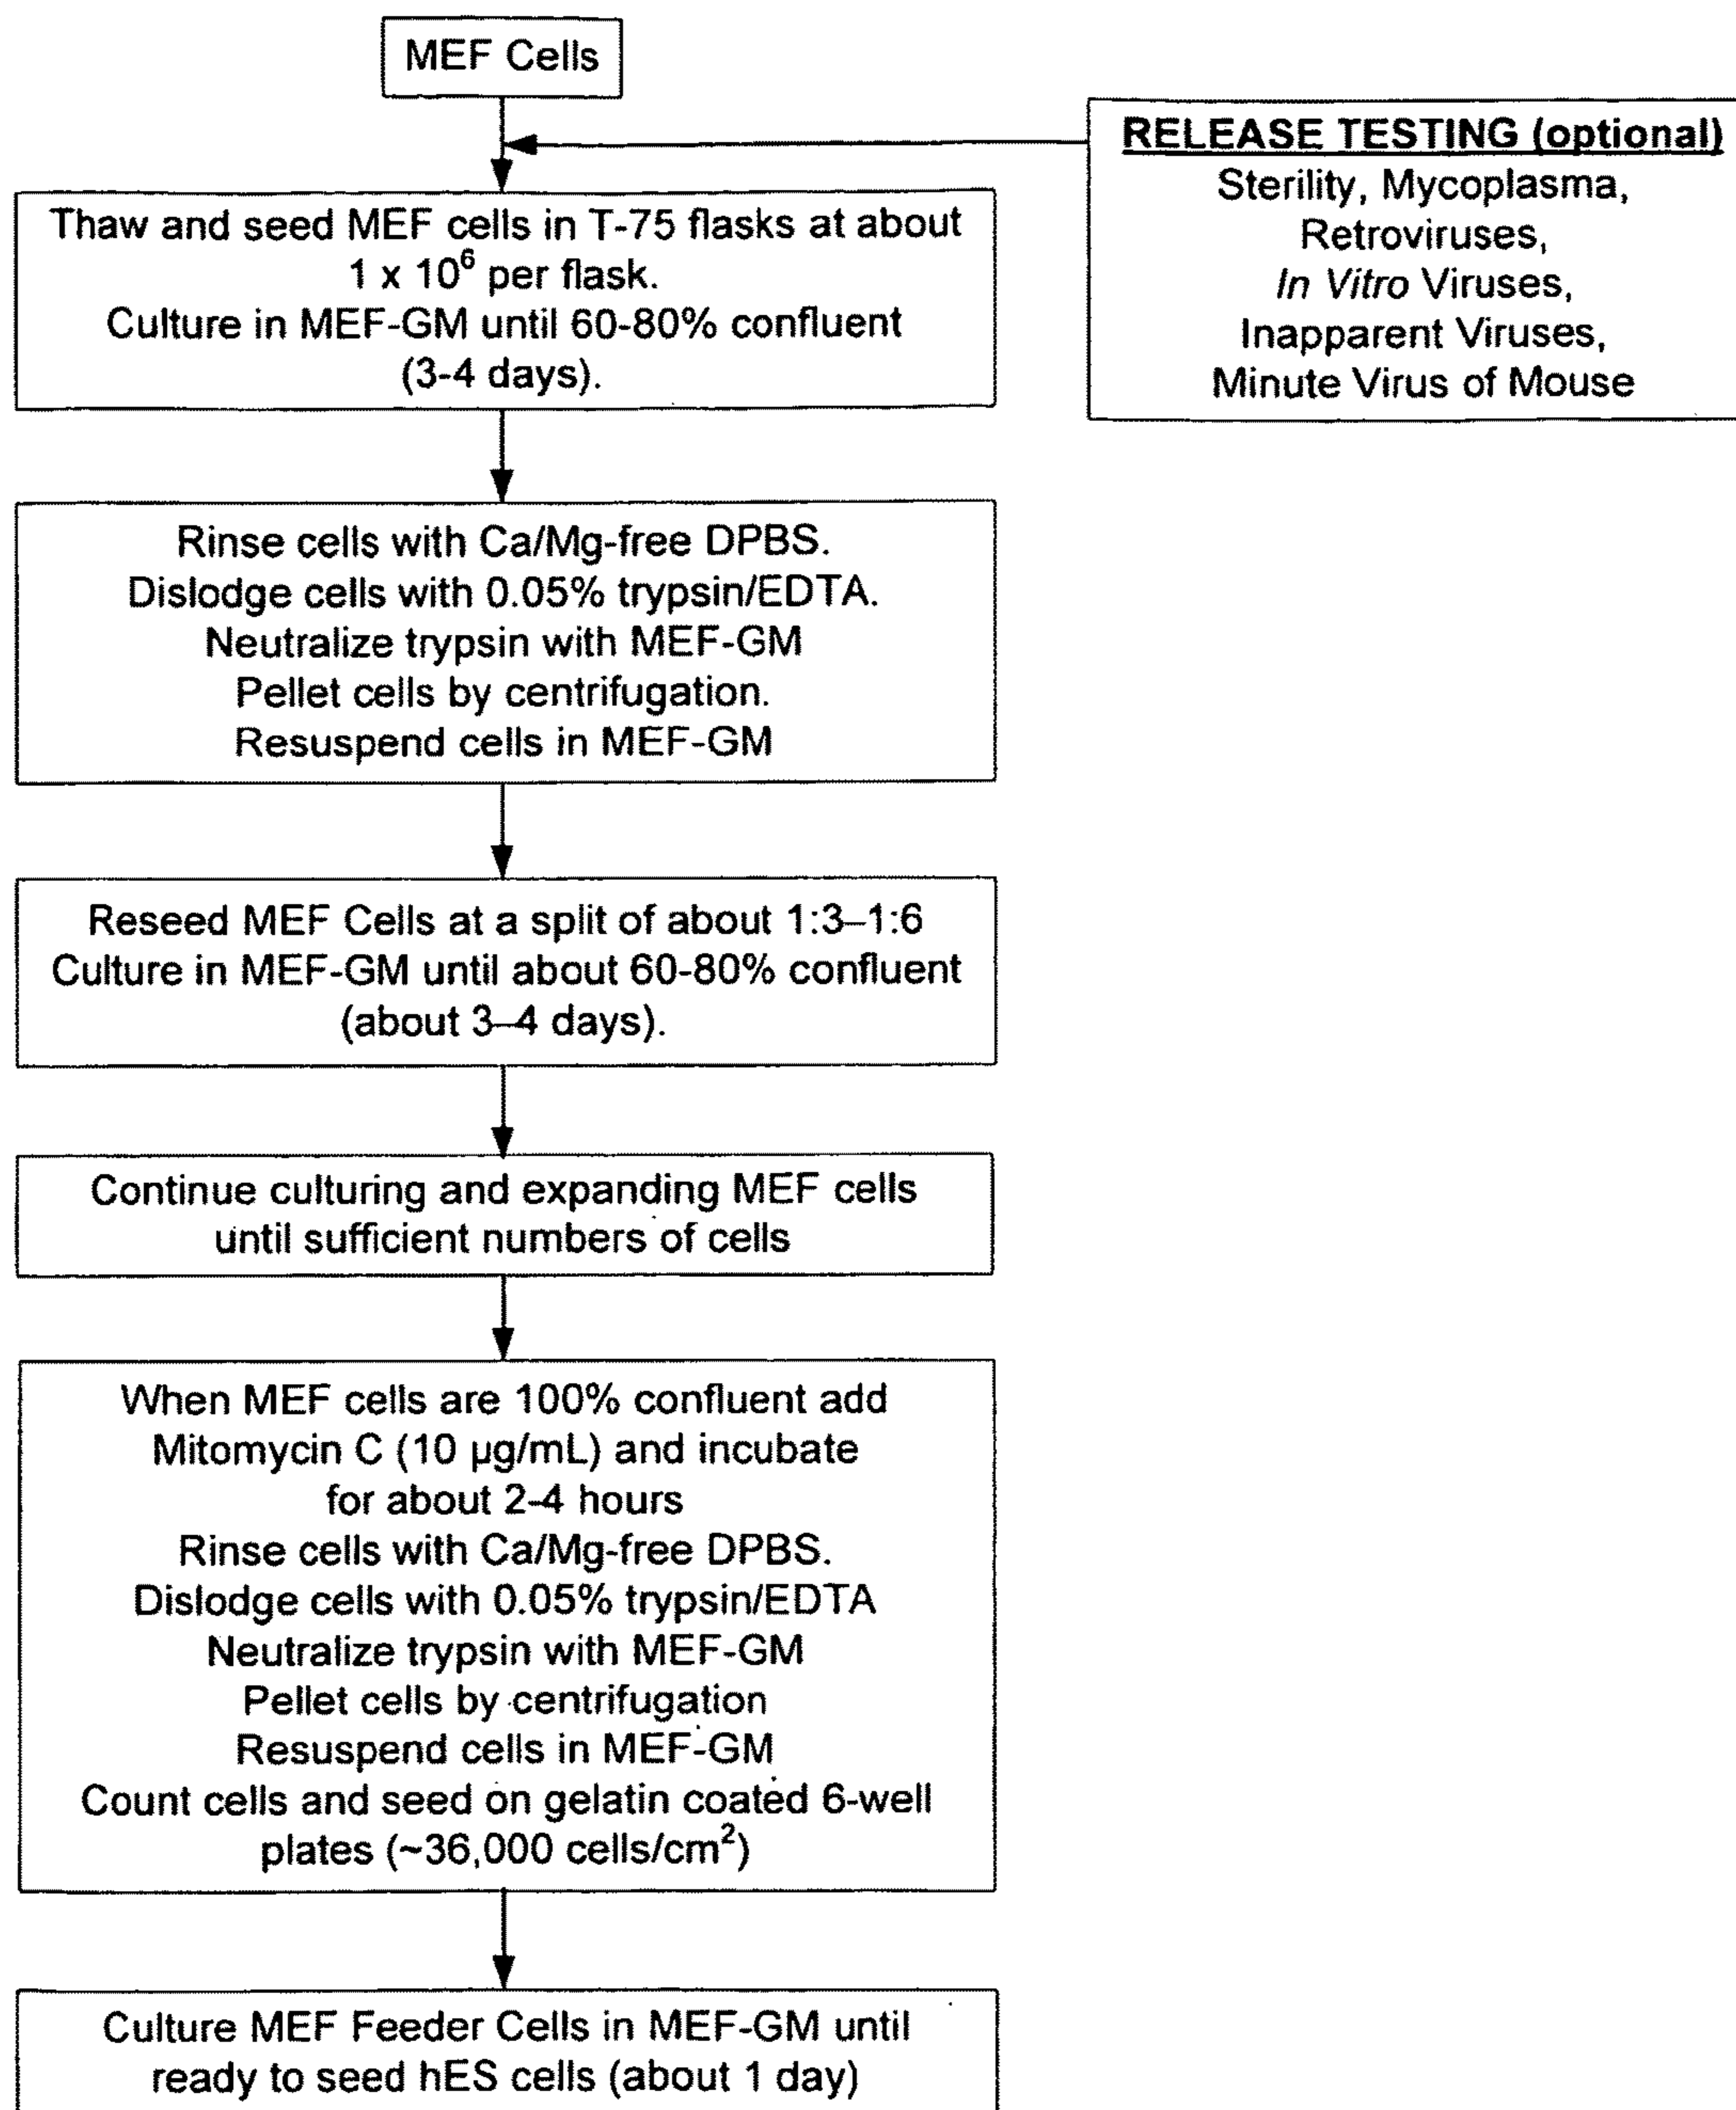 MEF Cells
RELEASE TESTING (optional)
Sterility, Mycoplasma,
Retroviruses,
In Vitro Viruses,
Inapparent Viruses,
Minute Virus of Mouse
Thaw and seed MEF cells in T-75 flasks at about
1 x 10⁶ per flask.
Culture in MEF-GM until 60-80% confluent
(3-4 days).
Rinse cells with Ca/Mg-free DPBS.
Dislodge cells with 0.05% trypsin/EDTA.
Neutralize trypsin with MEF-GM
Pellet cells by centrifugation.
Resuspend cells in MEF-GM
Reseed MEF Cells at a split of about 1:3–1:6
Culture in MEF-GM until about 60-80% confluent
(about 3–4 days).
Continue culturing and expanding MEF cells
until sufficient numbers of cells
When MEF cells are 100% confluent add
Mitomycin C (10 µg/mL) and incubate
for about 2-4 hours
Rinse cells with Ca/Mg-free DPBS.
Dislodge cells with 0.05% trypsin/EDTA
Neutralize trypsin with MEF-GM
Pellet cells by centrifugation
Resuspend cells in MEF-GM
Count cells and seed on gelatin coated 6-well
plates (~36,000 cells/cm²)
Culture MEF Feeder Cells in MEF-GM until
ready to seed hES cells (about 1 day)